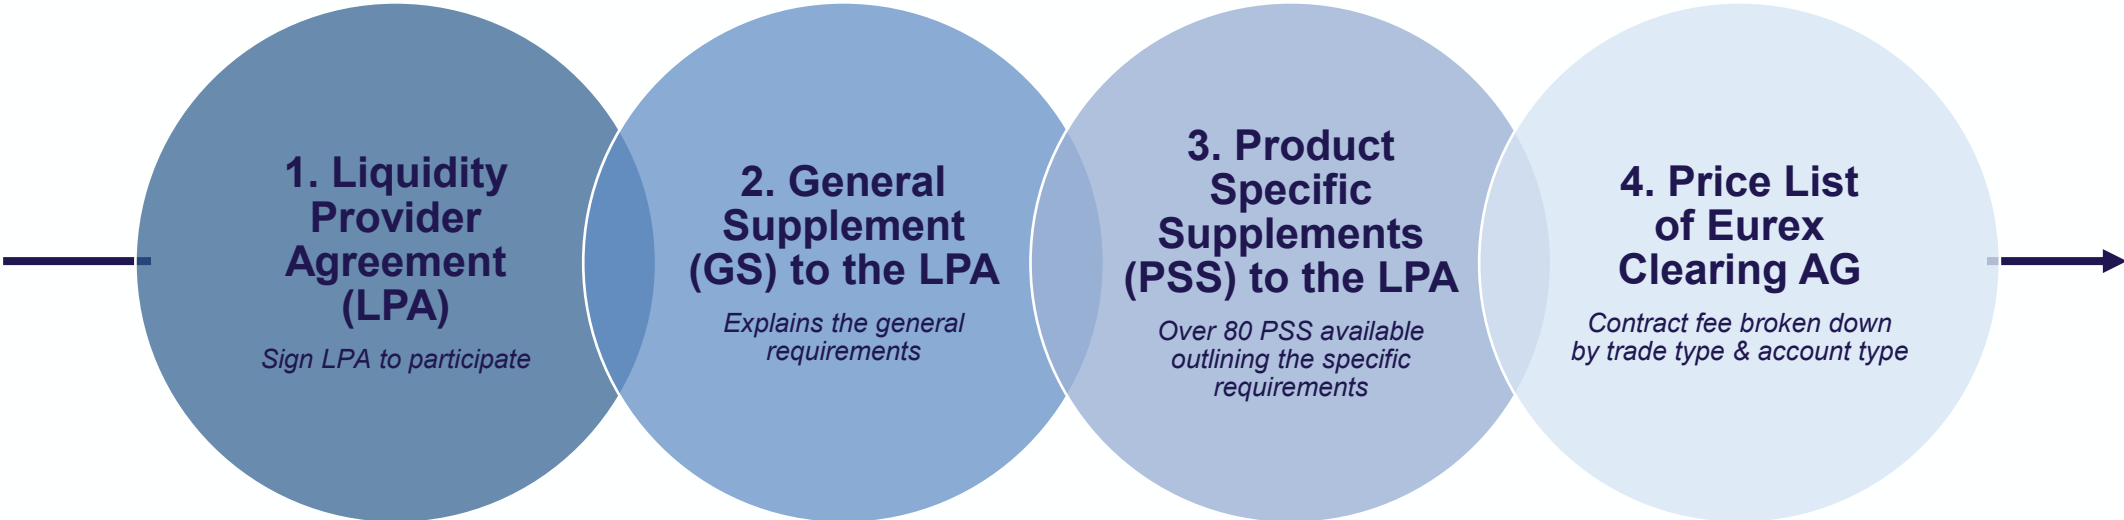 1. Liquidity
Provider
Agreement
(LPA)
Sign LPA to participate
2. General
Supplement
(GS) to the LPA
Explains the general
requirements
3. Product
Specific
Supplements
(PSS) to the LPA
Over 80 PSS available
outlining the specific
requirements
4. Price List
of Eurex
Clearing AG
Contract fee broken down
by trade type & account type